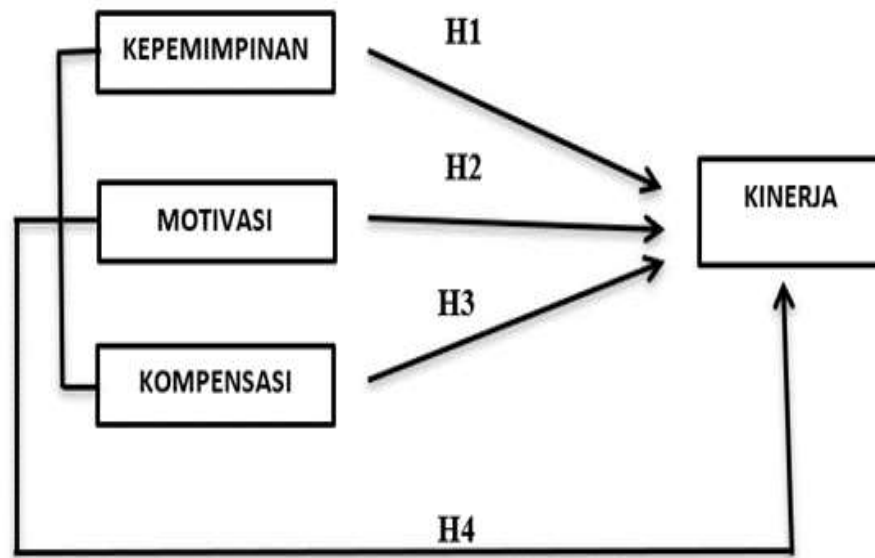 KEPEMIMPINAN
H1
H2
MOTIVASI
KINERJA
H3
KOMPENSASI
H4